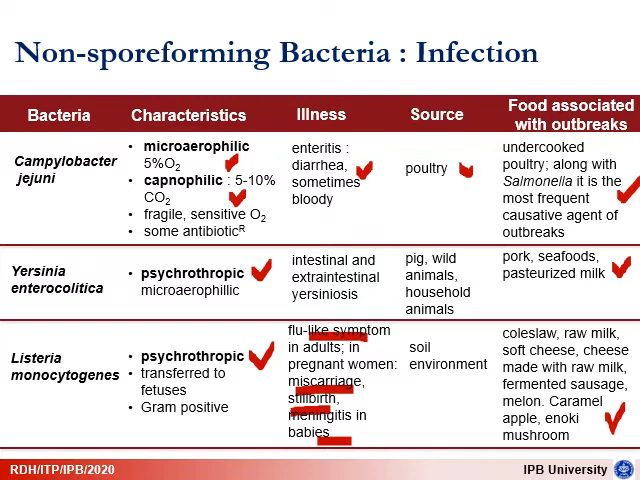 Non-sporeforming Bacteria : Infection
Bacteria
Characteristics
Illness
Source
Food associated
with outbreaks
Campylobacter
jejuni
• microaerophilic
5%O2
• capnophilic : 5-10%
CO2
• fragile, sensitive O2
• some antibioticR
enteritis :
diarrhea,
sometimes
bloody
poultry
undercooked
poultry; along with
Salmonella it is the
most frequent
causative agent of
outbreaks
Yersinia
enterocolitica
• psychrothropic
microaerophillic
intestinal and
extraintestinal
yersiniosis
pig, wild
animals,
household
animals
pork, seafoods,
pasteurized milk
Listeria
monocytogenes
• psychrothropic
• transferred to
fetuses
• Gram positive
flu-like symptom
in adults; in
pregnant women:
miscarriage,
stillbirth,
meningitis in
babies
soil
environment
coleslaw, raw milk,
soft cheese, cheese
made with raw milk,
fermented sausage,
melon. Caramel
apple, enoki
mushroom
RDH/ITP/IPB/2020
IPB University